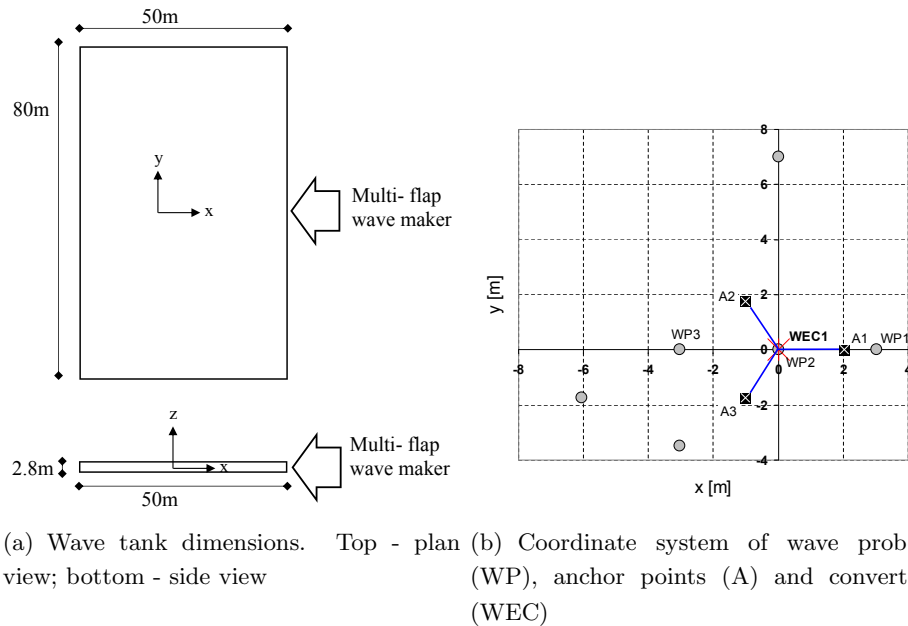 50m
80m
y
x
Multi- flap
wave maker
z
x
2.8m
50m
Multi- flap
wave maker
8
6
4
2
0
-2
-4
-8
-6
-4
-2
0
2
4
y [m]
x [m]
A2
WP3
WEC1
A1
WP1
WP2
A3
(a) Wave tank dimensions. Top - plan
view; bottom - side view
(b) Coordinate system of wave prob
(WP), anchor points (A) and convert
(WEC)